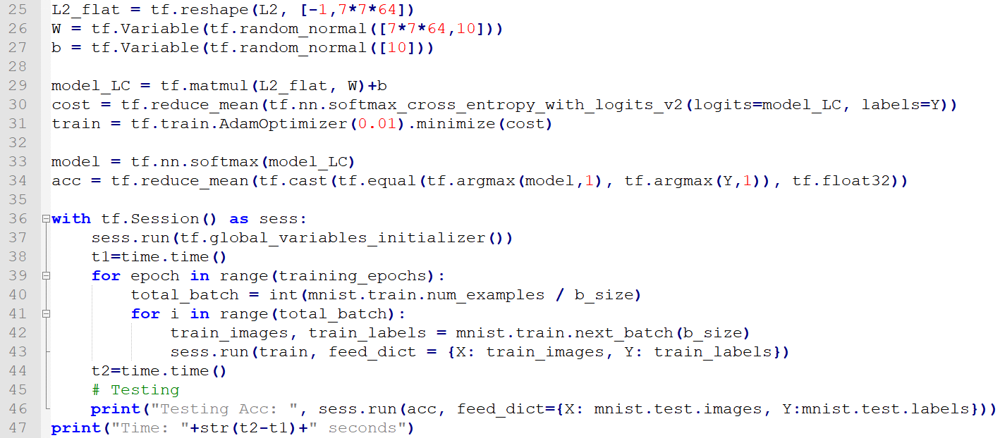 25 L2_flat = tf.reshape(L2, [-1,7*7*64])
26 W = tf.Variable(tf.random_normal([7*7*64,10]))
27 b = tf.Variable(tf.random_normal([10]))
28
29 model_LC = tf.matmul(L2_flat, W)+b
30 cost = tf.reduce_mean(tf.nn.softmax_cross_entropy_with_logits_v2(logits=model_LC, labels=Y))
31 train = tf.train.AdamOptimizer(0.01).minimize(cost)
32
33 model = tf.nn.softmax(model_LC)
34 acc = tf.reduce_mean(tf.cast(tf.equal(tf.argmax(model,1), tf.argmax(Y,1)), tf.float32))
35
36 with tf.Session() as sess:
37     sess.run(tf.global_variables_initializer())
38     t1=time.time()
39     for epoch in range(training_epochs):
40         total_batch = int(mnist.train.num_examples / b_size)
41         for i in range(total_batch):
42             train_images, train_labels = mnist.train.next_batch(b_size)
43             sess.run(train, feed_dict = {X: train_images, Y: train_labels})
44     t2=time.time()
45     # Testing
46     print("Testing Acc: ", sess.run(acc, feed_dict={X: mnist.test.images, Y:mnist.test.labels}))
47 print("Time: "+str(t2-t1)+" seconds")